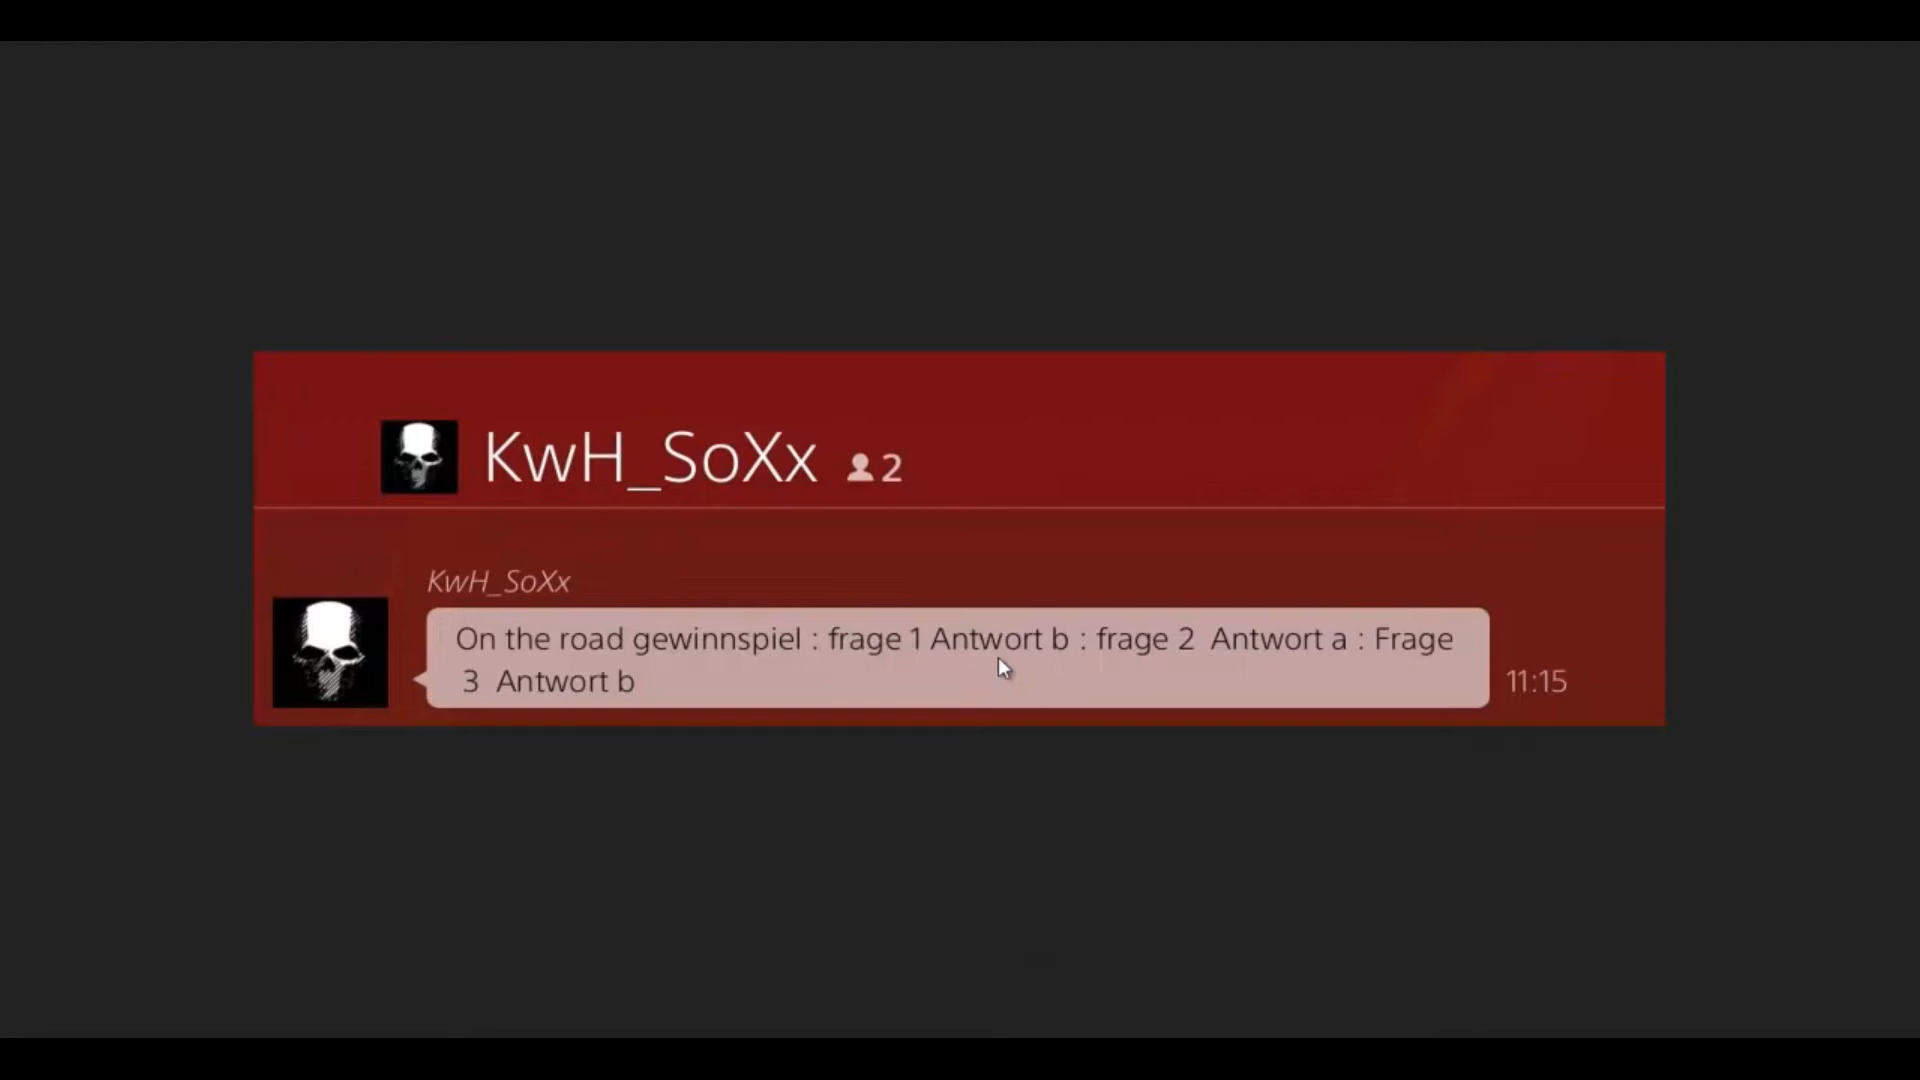 KwH_SoXx 2
KwH_SoXx
On the road gewinnspiel : frage 1 Antwort b : frage 2 Antwort a : Frage
3 Antwort b
11:15